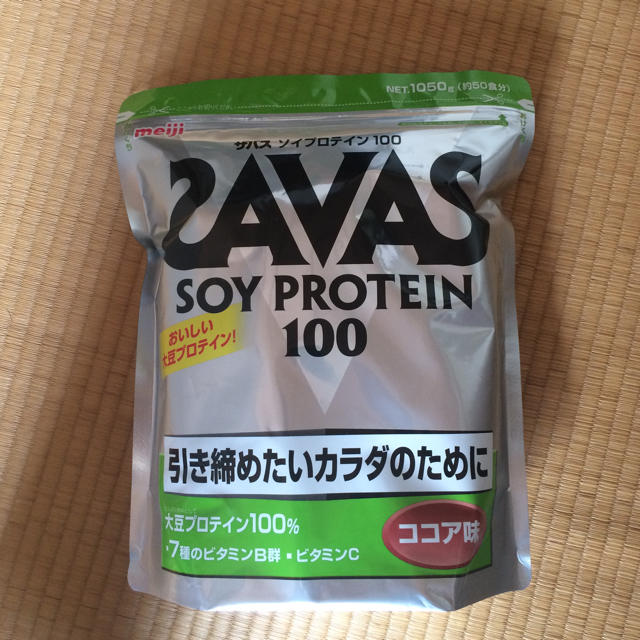 NET.1050g (約50食分)
meiji
ザバス ソイプロテイン 100
SAVAS
SOY PROTEIN
100
おいしい
大豆プロテイン!
引き締めたいカラダのために
大豆プロテイン100%
・7種のビタミンB群 ・ビタミンC
ココア味